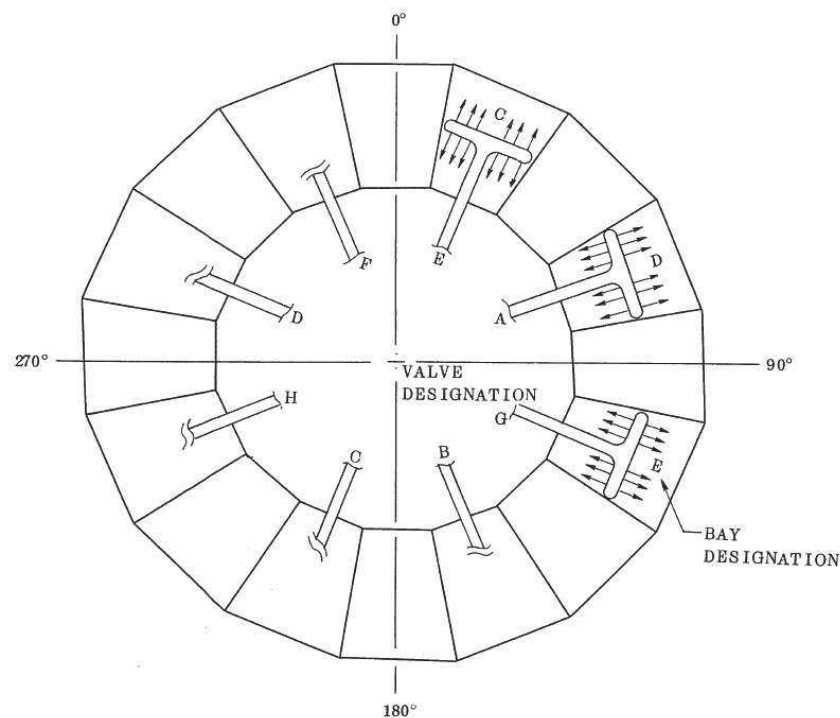 0°
C
F
E
D
D
A
270°
90°
VALVE
DESIGNATION
H
G
C
B
E
BAY
DESIGNATION
180°